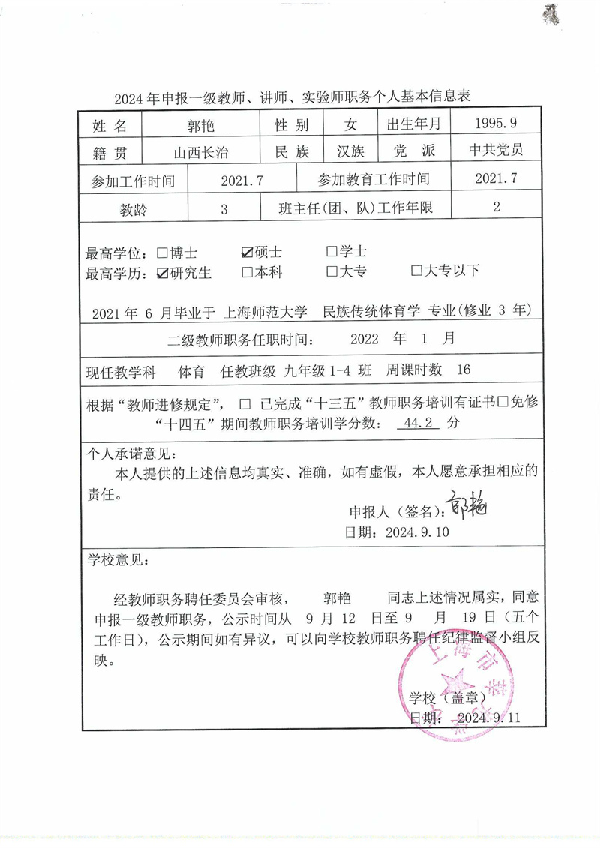 2024年申报一级教师、讲师、实验师职务个人基本信息表
姓 名 郭艳 性 别 女 出生年月 1995.9
籍 贯 山西长治 民 族 汉族 党 派 中共党员
参加工作时间 2021.7 参加教育工作时间 2021.7
教龄 3 班主任(团、队)工作年限 2
最高学位：□博士 ☑硕士 □学士
最高学历：☑研究生 □本科 □大专 □大专以下
2021年 6 月毕业于 上海师范大学 民族传统体育学 专业(修业 3 年)
二级教师职务任职时间： 2022 年 1 月
现任教学科 体育 任教班级 九年级1-4 班 周课时数 16
根据“教师进修规定”， □ 已完成“十三五”教师职务培训有证书□免修
“十四五”期间教师职务培训学分数： 44.2 分
个人承诺意见：
本人提供的上述信息均真实、准确，如有虚假，本人愿意承担相应的
责任。
申报人（签名）：郭艳
日期：2024.9.10
学校意见：
经教师职务聘任委员会审核， 郭艳 同志上述情况属实，同意
申报一级教师职务，公示时间从 9 月 12 日至 9 月 19 日（五个
工作日），公示期间如有异议，可以向学校教师职务聘任纪律监督小组反
映。
上海市
学校（盖章）
日期： 2024.9.11